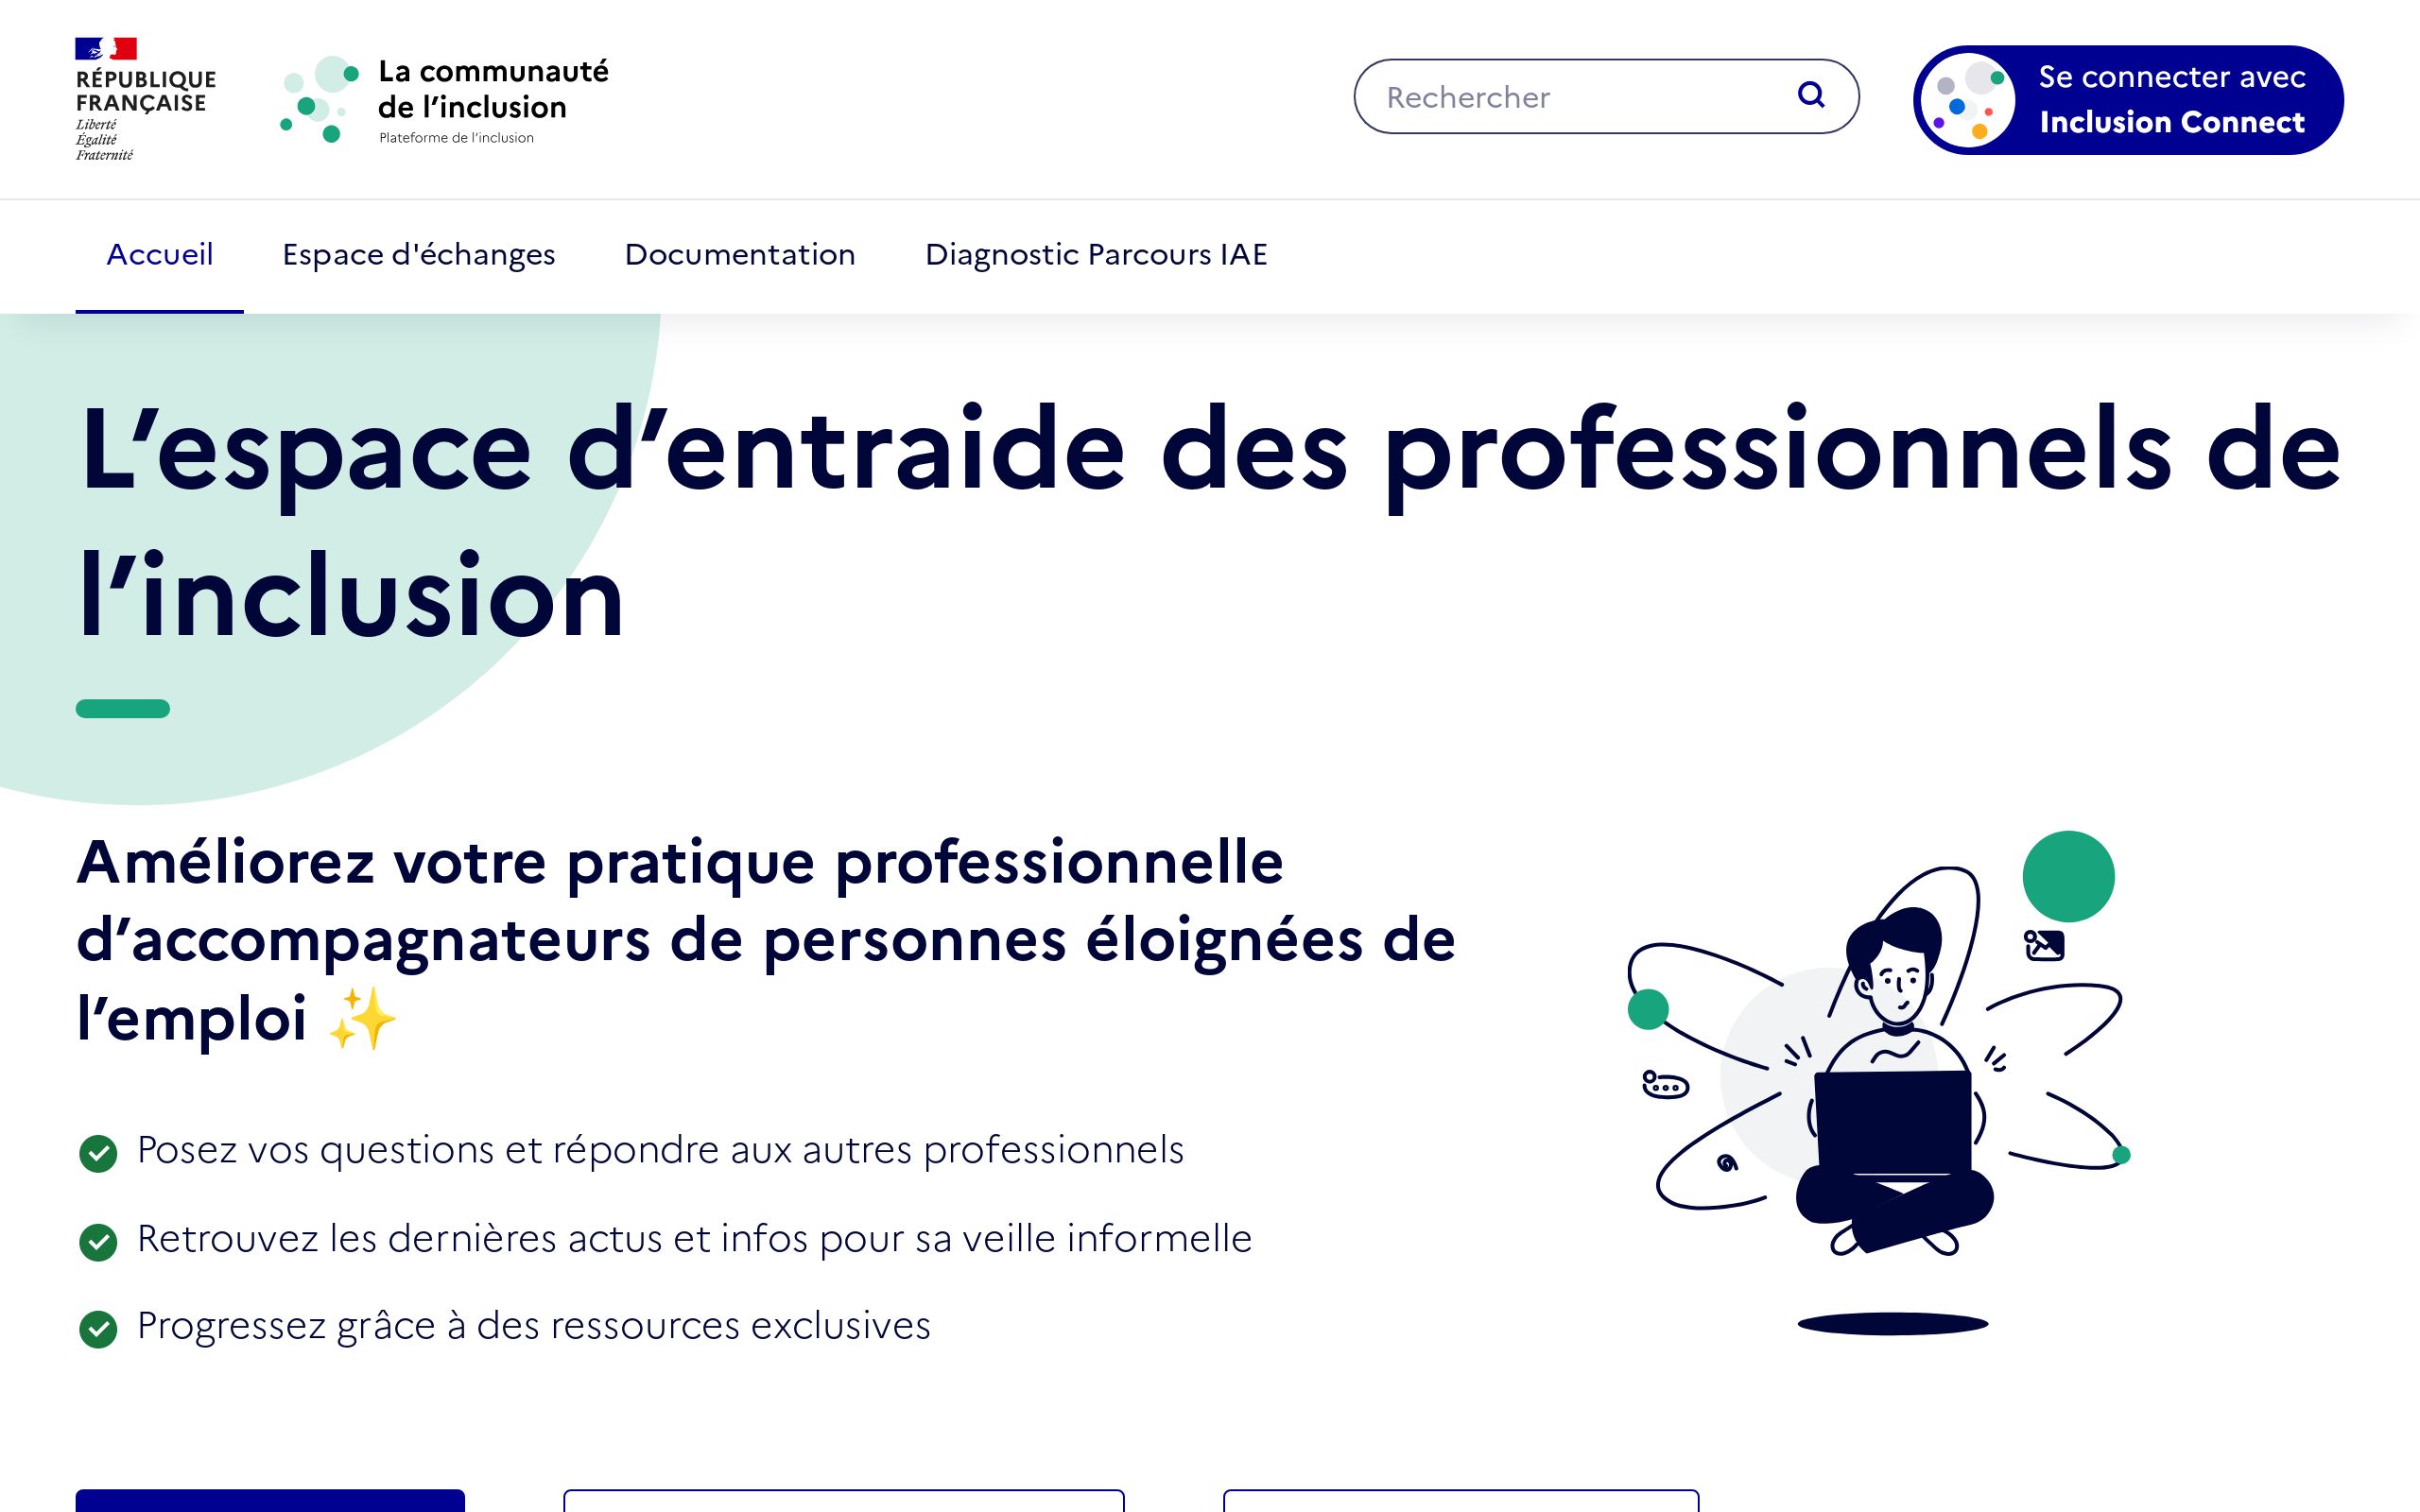 RÉPUBLIQUE
FRANÇAISE
Liberté
Égalité
Fraternité
La communauté
de l’inclusion
Plateforme de l’inclusion
Rechercher
Se connecter avec
Inclusion Connect
Accueil
Espace d'échanges
Documentation
Diagnostic Parcours IAE
L’espace d’entraide des professionnels de
l’inclusion
Améliorez votre pratique professionnelle
d’accompagnateurs de personnes éloignées de
l’emploi ✨
Posez vos questions et répondre aux autres professionnels
Retrouvez les dernières actus et infos pour sa veille informelle
Progressez grâce à des ressources exclusives